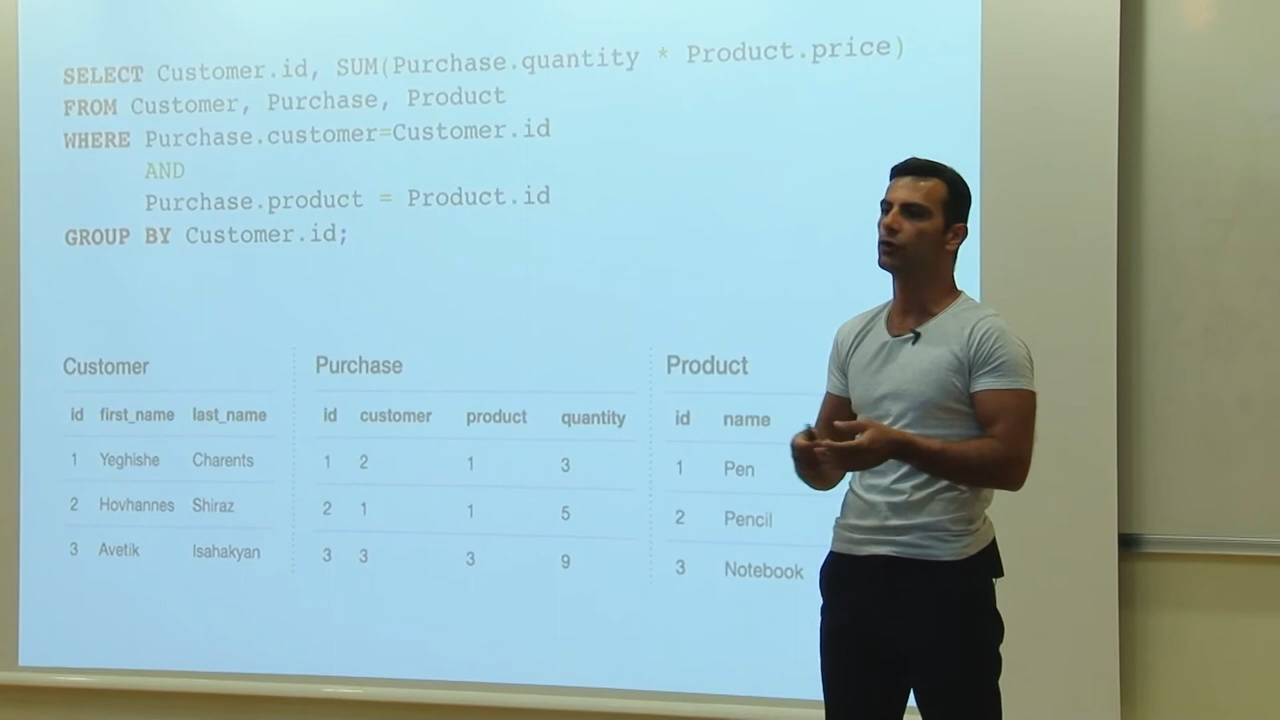 SELECT Customer.id, SUM(Purchase.quantity * Product.price)
FROM Customer, Purchase, Product
WHERE Purchase.customer=Customer.id
AND
Purchase.product = Product.id
GROUP BY Customer.id;
Customer
id first_name last_name
1 Yeghishe Charents
2 Hovhannes Shiraz
3 Avetik Isahakyan
Purchase
id customer product quantity
1 2 1 3
2 1 1 5
3 3 3 9
Product
id name
1 Pen
2 Pencil
3 Notebook